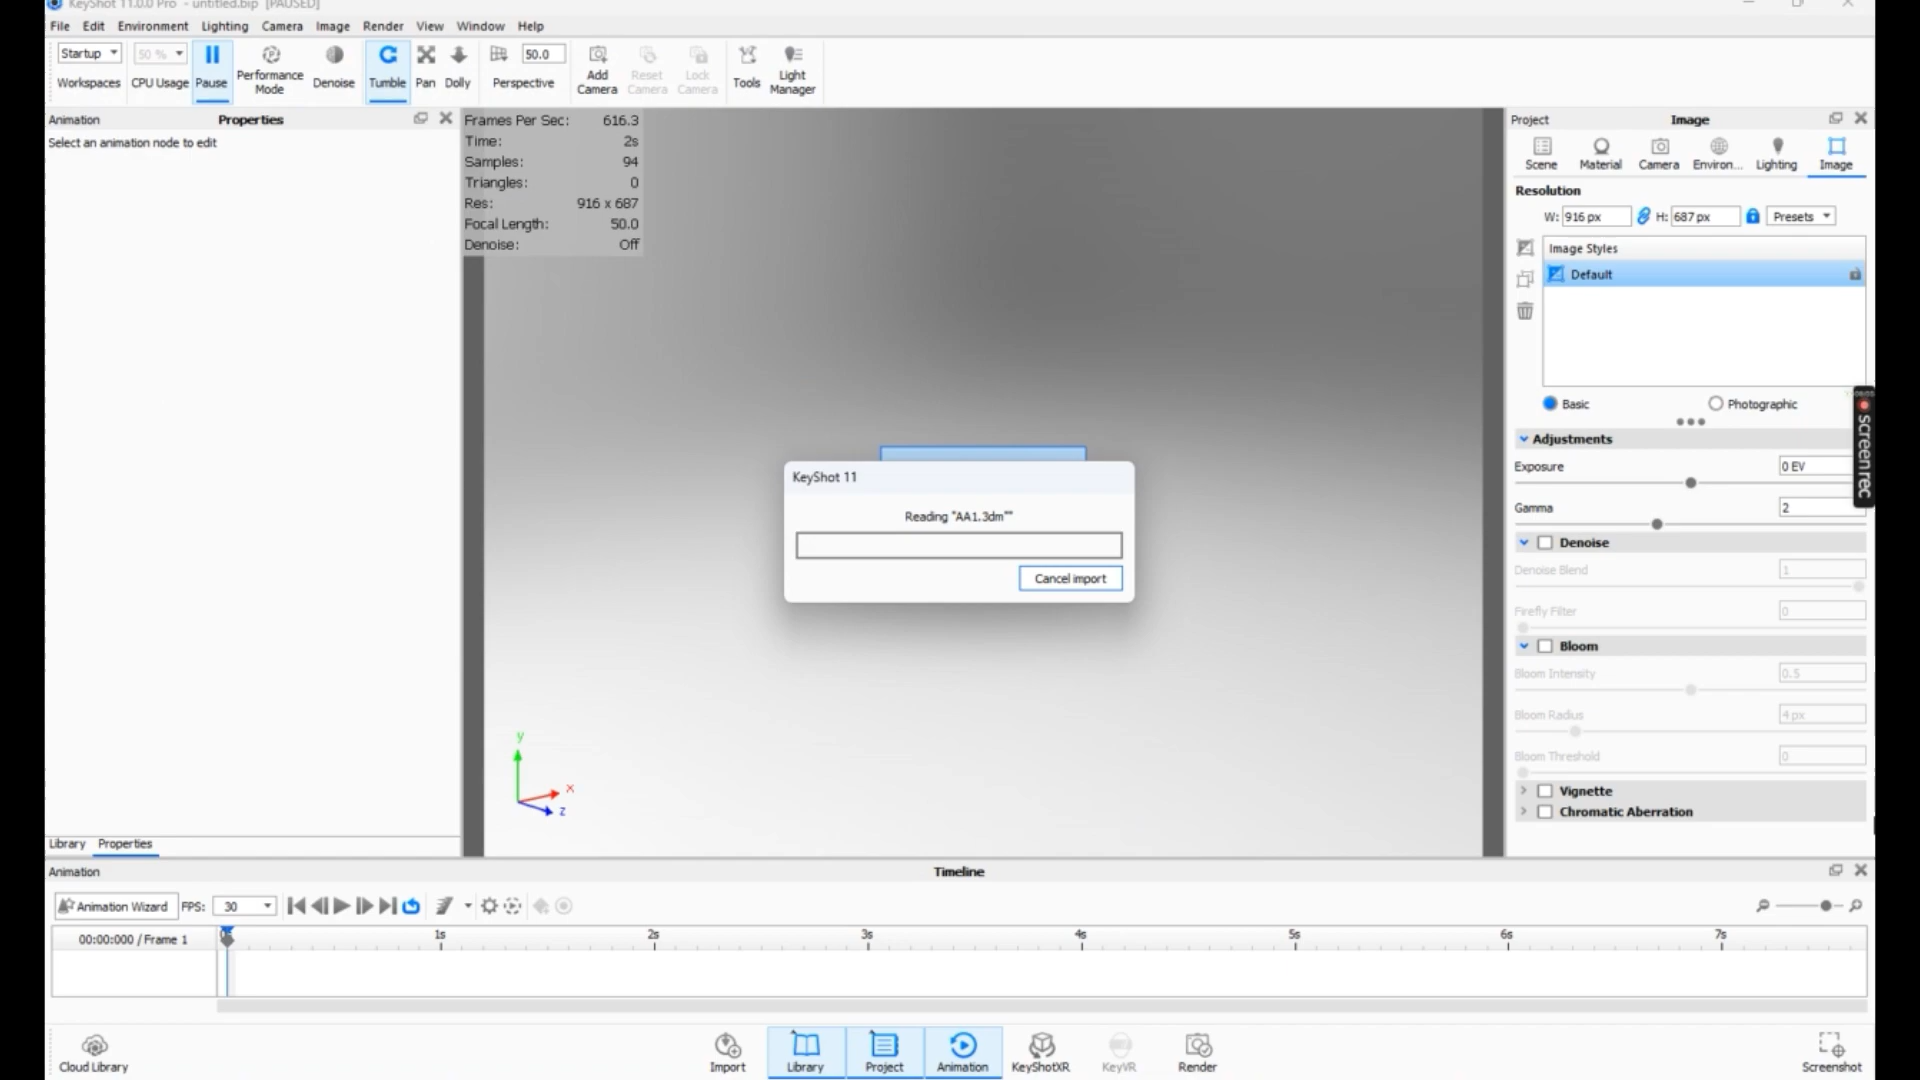 KeyShot 11.0.0 Pro - untitled.bip [PAUSED]
File Edit Environment Lighting Camera Image Render View Window Help
Startup 50 % 50.0
Workspaces CPU Usage Pause Performance Mode Denoise Tumble Pan Dolly Perspective Add Camera Reset Camera Lock Camera Tools Light Manager
Animation Properties
Select an animation node to edit
Frames Per Sec: 616.3
Time: 2s
Samples: 94
Triangles: 0
Res: 916 x 687
Focal Length: 50.0
Denoise: Off
KeyShot 11
Reading "AA1.3dm""
Cancel import
y
x
z
Project Image
Scene Material Camera Environ... Lighting Image
Resolution
W: 916 px H: 687 px Presets
Image Styles
Default
Basic Photographic
Adjustments
Exposure 0 EV
Gamma 2
Denoise
Denoise Blend 1
Firefly Filter 0
Bloom
Bloom Intensity 0.5
Bloom Radius 4 px
Bloom Threshold 0
Vignette
Chromatic Aberration
screenrec
Library Properties
Animation Timeline
Animation Wizard FPS: 30
00:00:000 / Frame 1 1s 2s 3s 4s 5s 6s 7s
Cloud Library Import Library Project Animation KeyShotXR KeyVR Render Screenshot